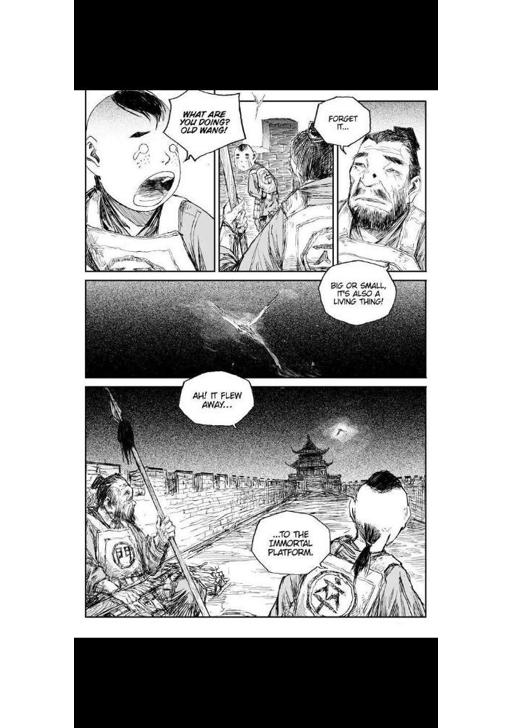 WHAT ARE
YOU DOING?
OLD WANG!
FORGET
IT...
BIG OR SMALL,
IT'S ALSO A
LIVING THING!
AH! IT FLEW
AWAY...
...TO THE
IMMORTAL
PLATFORM.